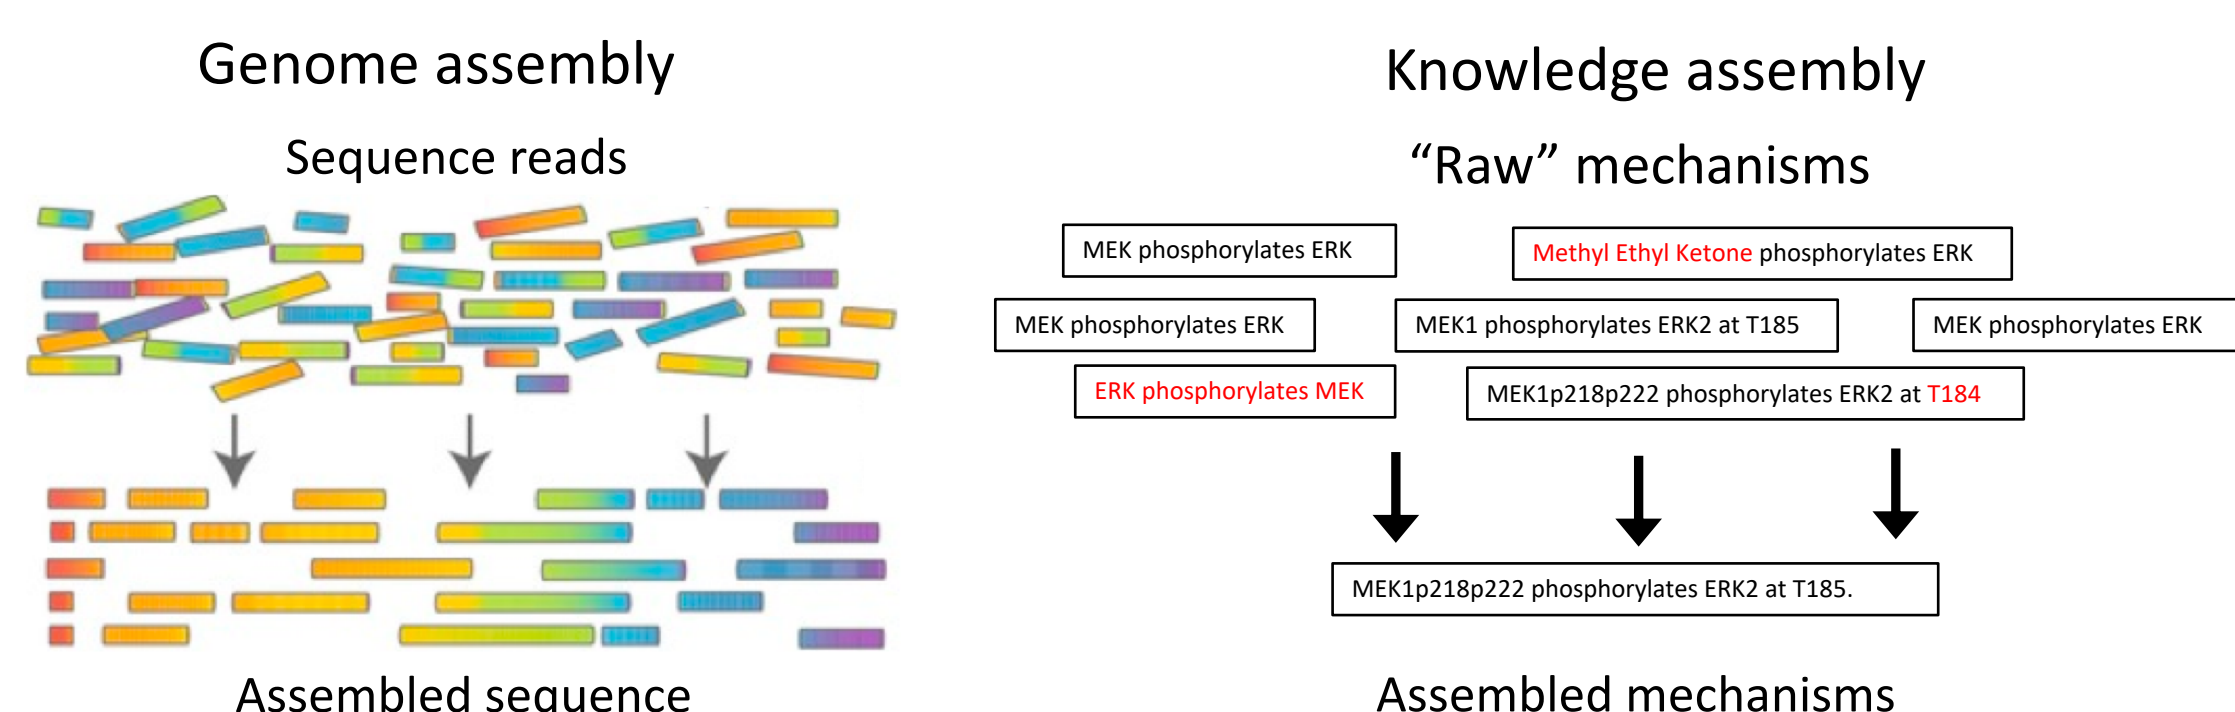 Genome assembly
Sequence reads
Assembled sequence
Knowledge assembly
“Raw” mechanisms
MEK phosphorylates ERK
Methyl Ethyl Ketone phosphorylates ERK
MEK phosphorylates ERK
MEK1 phosphorylates ERK2 at T185
MEK phosphorylates ERK
ERK phosphorylates MEK
MEK1p218p222 phosphorylates ERK2 at T184
MEK1p218p222 phosphorylates ERK2 at T185.
Assembled mechanisms